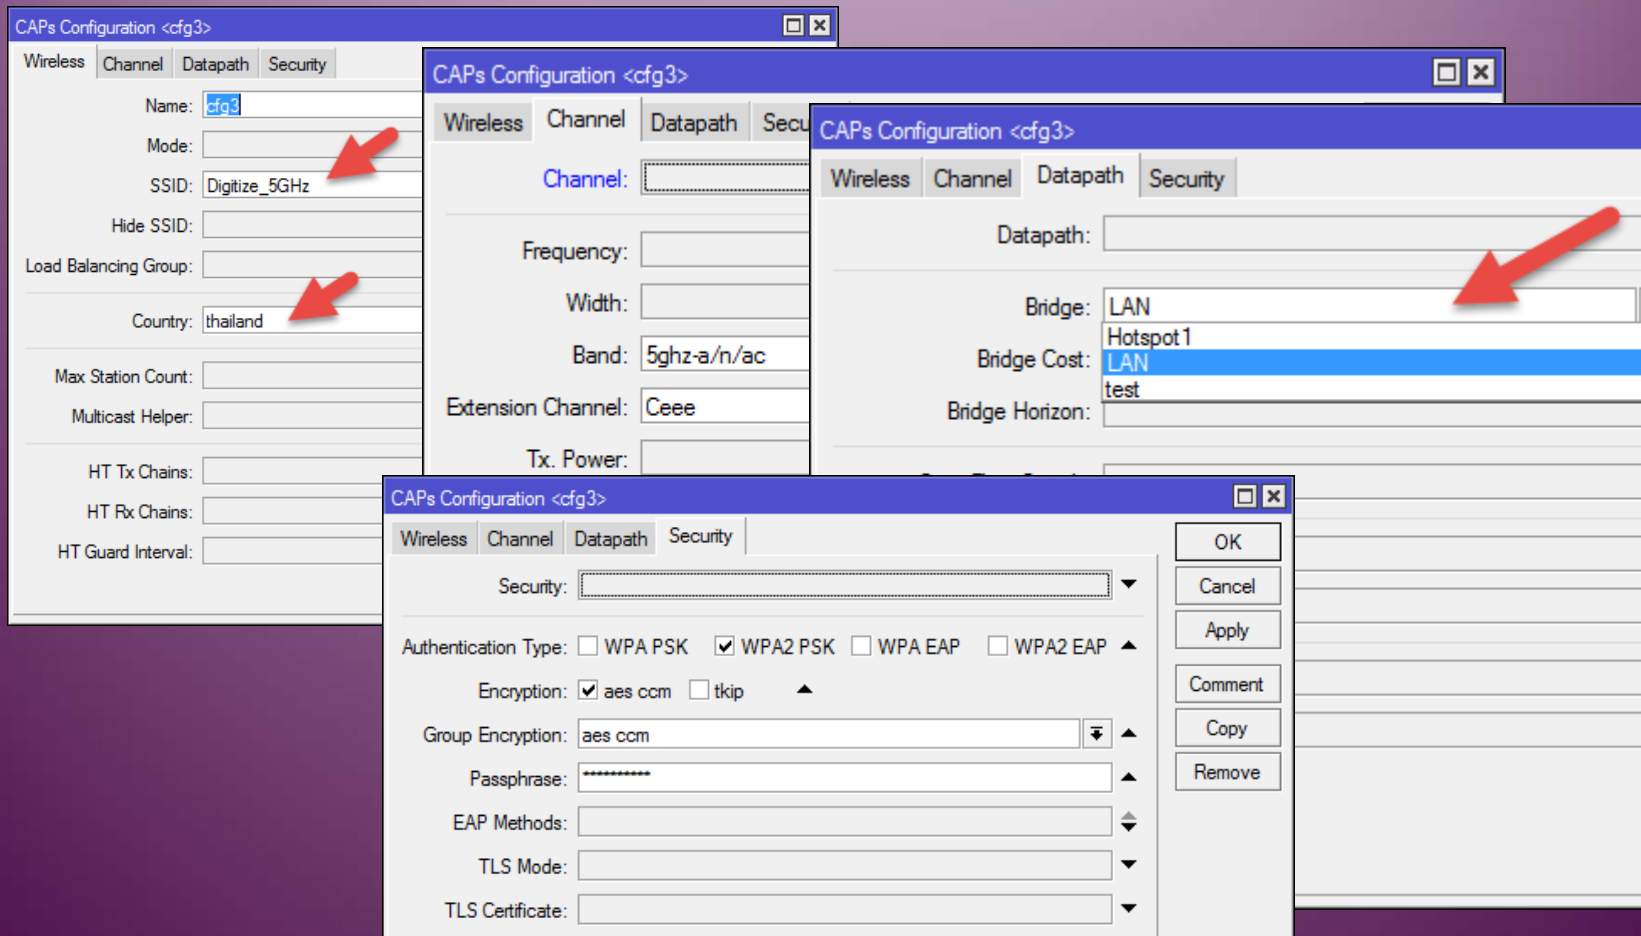 CAPs Configuration <cfg3>
Wireless Channel Datapath Security
Name: cfg3
Mode:
SSID: Digitize_5GHz
Hide SSID:
Load Balancing Group:
Country: thailand
Max Station Count:
Multicast Helper:
HT Tx Chains:
HT Rx Chains:
HT Guard Interval:
CAPs Configuration <cfg3>
Wireless Channel Datapath Secu
Channel:
Frequency:
Width:
Band: 5ghz-a/n/ac
Extension Channel: Ceee
Tx. Power:
CAPs Configuration <cfg3>
Wireless Channel Datapath Security
Datapath:
Bridge: LAN
Hotspot1
Bridge Cost: LAN
test
Bridge Horizon:
CAPs Configuration <cfg3>
Wireless Channel Datapath Security
Security:
Authentication Type: WPA PSK WPA2 PSK WPA EAP WPA2 EAP
Encryption: aes ccm tkip
Group Encryption: aes ccm
Passphrase: **********
EAP Methods:
TLS Mode:
TLS Certificate:
OK
Cancel
Apply
Comment
Copy
Remove